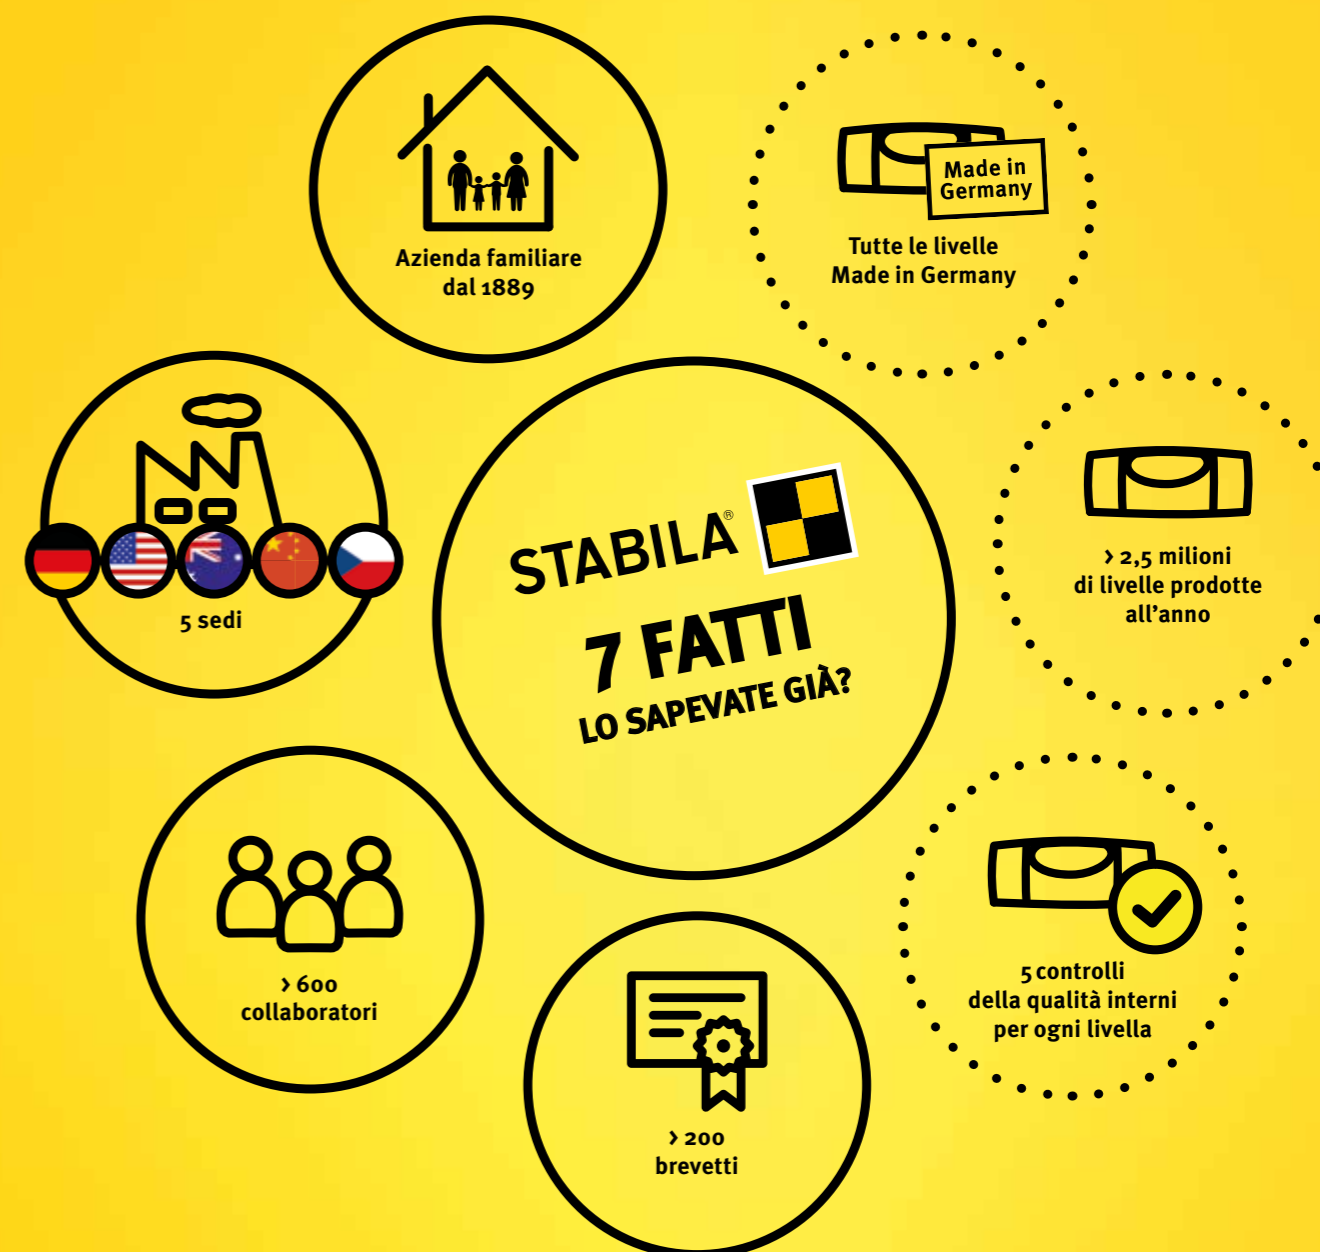 Azienda familiare
dal 1889
Made in
Germany
Tutte le livelle
Made in Germany
5 sedi
STABILA®
7 FATTI
LO SAPEVATE GIÀ?
> 2,5 milioni
di livelle prodotte
all’anno
> 600
collaboratori
5 controlli
della qualità interni
per ogni livella
> 200
brevetti